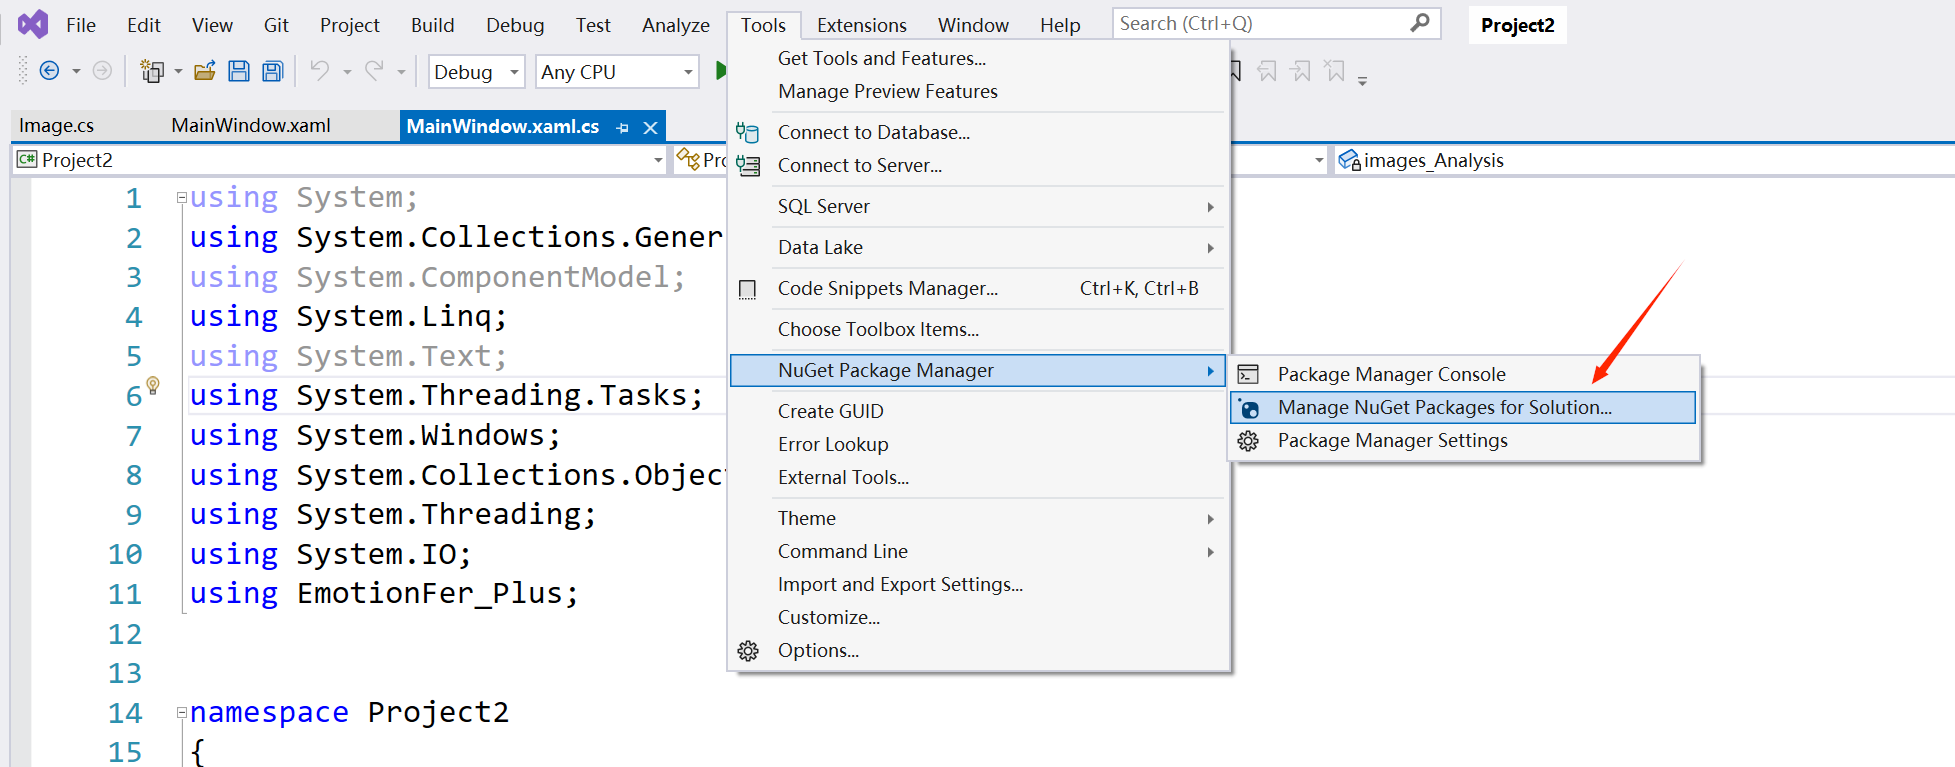 File Edit View Git Project Build Debug Test Analyze Tools Extensions Window Help Search (Ctrl+Q) Project2
Debug Any CPU
Image.cs MainWindow.xaml MainWindow.xaml.cs
C# Project2 Pro images_Analysis
1 using System;
2 using System.Collections.Gener
3 using System.ComponentModel;
4 using System.Linq;
5 using System.Text;
6 using System.Threading.Tasks;
7 using System.Windows;
8 using System.Collections.Objec
9 using System.Threading;
10 using System.IO;
11 using EmotionFer_Plus;
12
13
14 namespace Project2
15 {
Get Tools and Features...
Manage Preview Features
Connect to Database...
Connect to Server...
SQL Server
Data Lake
Code Snippets Manager... Ctrl+K, Ctrl+B
Choose Toolbox Items...
NuGet Package Manager
Create GUID
Error Lookup
External Tools...
Theme
Command Line
Import and Export Settings...
Customize...
Options...
Package Manager Console
Manage NuGet Packages for Solution...
Package Manager Settings